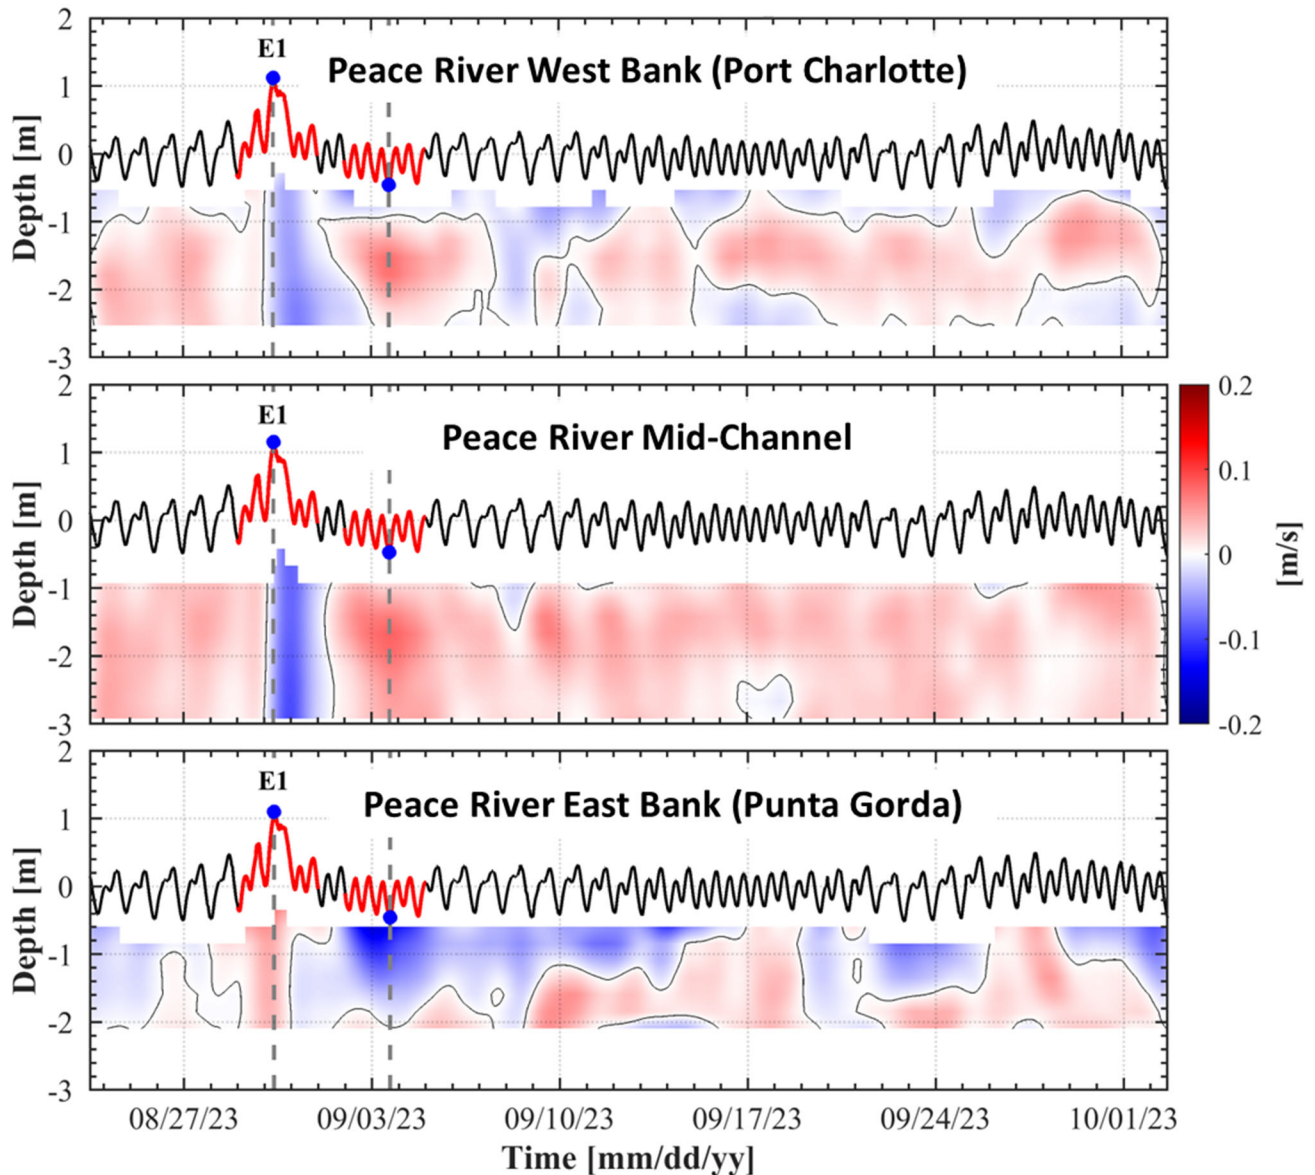 2
E1
Peace River West Bank (Port Charlotte)
1
0
-1
-2
-3
Depth [m]
2
E1
Peace River Mid-Channel
1
0
-1
-2
-3
Depth [m]
0.2
0.1
0
-0.1
-0.2
[m/s]
2
E1
Peace River East Bank (Punta Gorda)
1
0
-1
-2
-3
Depth [m]
08/27/23 09/03/23 09/10/23 09/17/23 09/24/23 10/01/23
Time [mm/dd/yy]